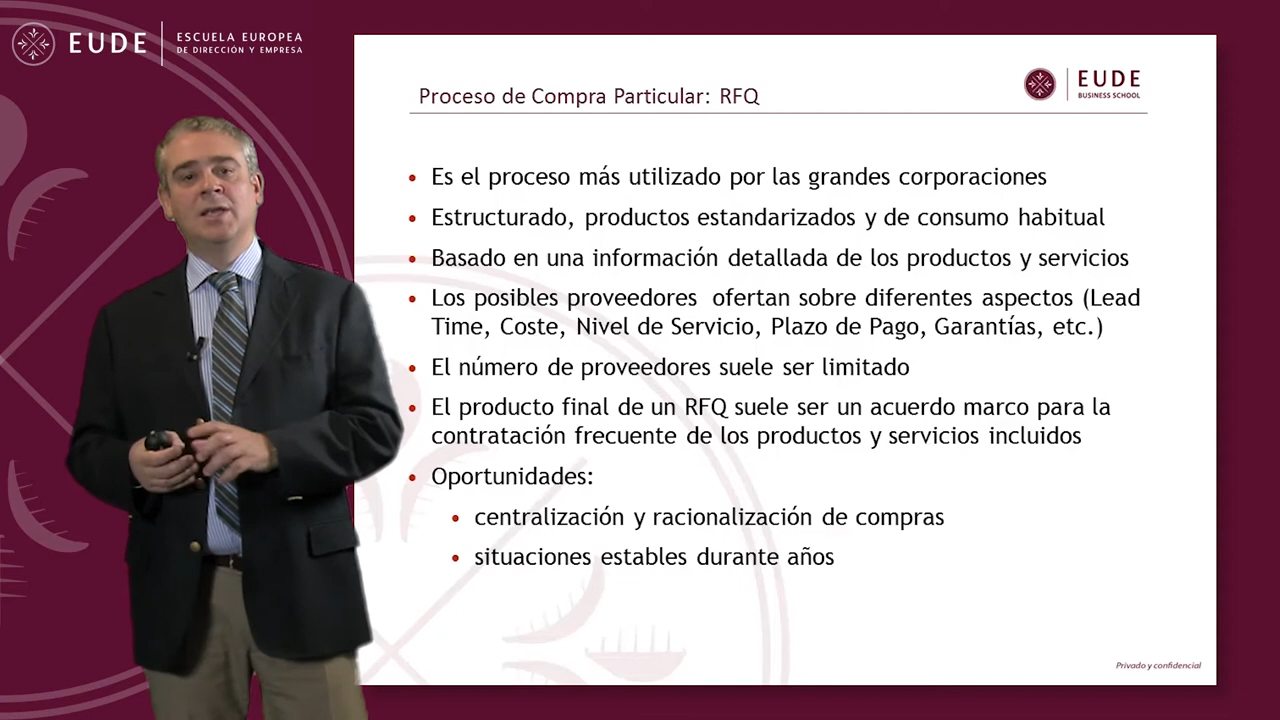 EUDE
ESCUELA EUROPEA
DE DIRECCIÓN Y EMPRESA
Proceso de Compra Particular: RFQ
EUDE
BUSINESS SCHOOL
• Es el proceso más utilizado por las grandes corporaciones
• Estructurado, productos estandarizados y de consumo habitual
• Basado en una información detallada de los productos y servicios
• Los posibles proveedores ofertan sobre diferentes aspectos (Lead
Time, Coste, Nivel de Servicio, Plazo de Pago, Garantías, etc.)
• El número de proveedores suele ser limitado
• El producto final de un RFQ suele ser un acuerdo marco para la
contratación frecuente de los productos y servicios incluidos
• Oportunidades:
• centralización y racionalización de compras
• situaciones estables durante años
Privado y confidencial